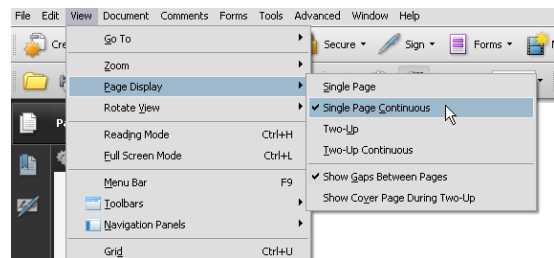 File Edit View Document Comments Forms Tools Advanced Window Help
Go To
Secure Sign Forms
Zoom
Page Display
Single Page
Rotate View
Single Page Continuous
Two-Up
Reading Mode Ctrl+H
Two-Up Continuous
Full Screen Mode Ctrl+L
Show Gaps Between Pages
Menu Bar F9
Show Cover Page During Two-Up
Toolbars
Navigation Panels
Grid Ctrl+U